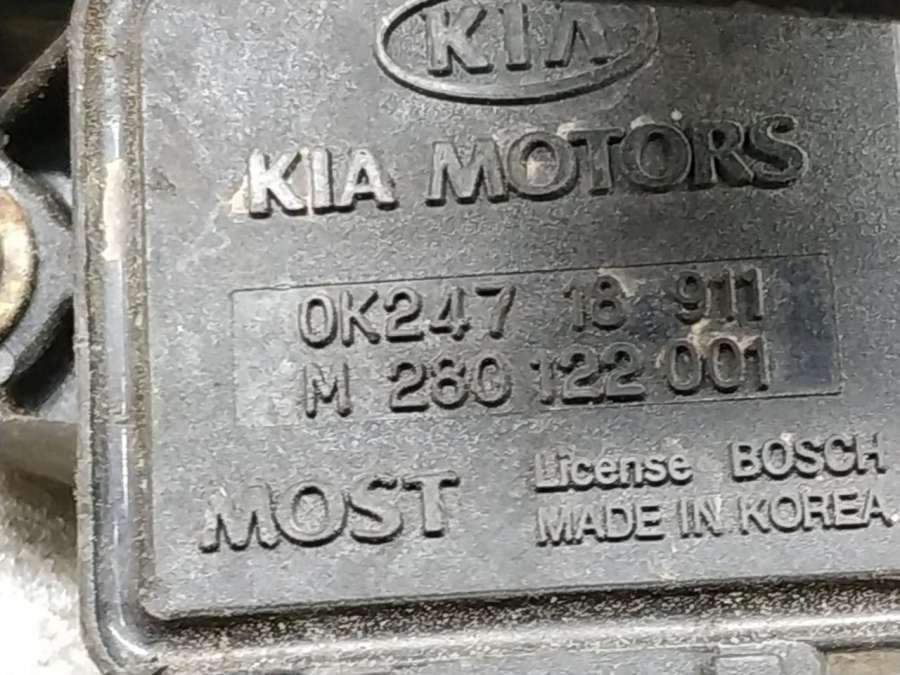 KIA
KIA MOTORS
0K247 18 911
M 280 122 001
MOST
License BOSCH
MADE IN KOREA